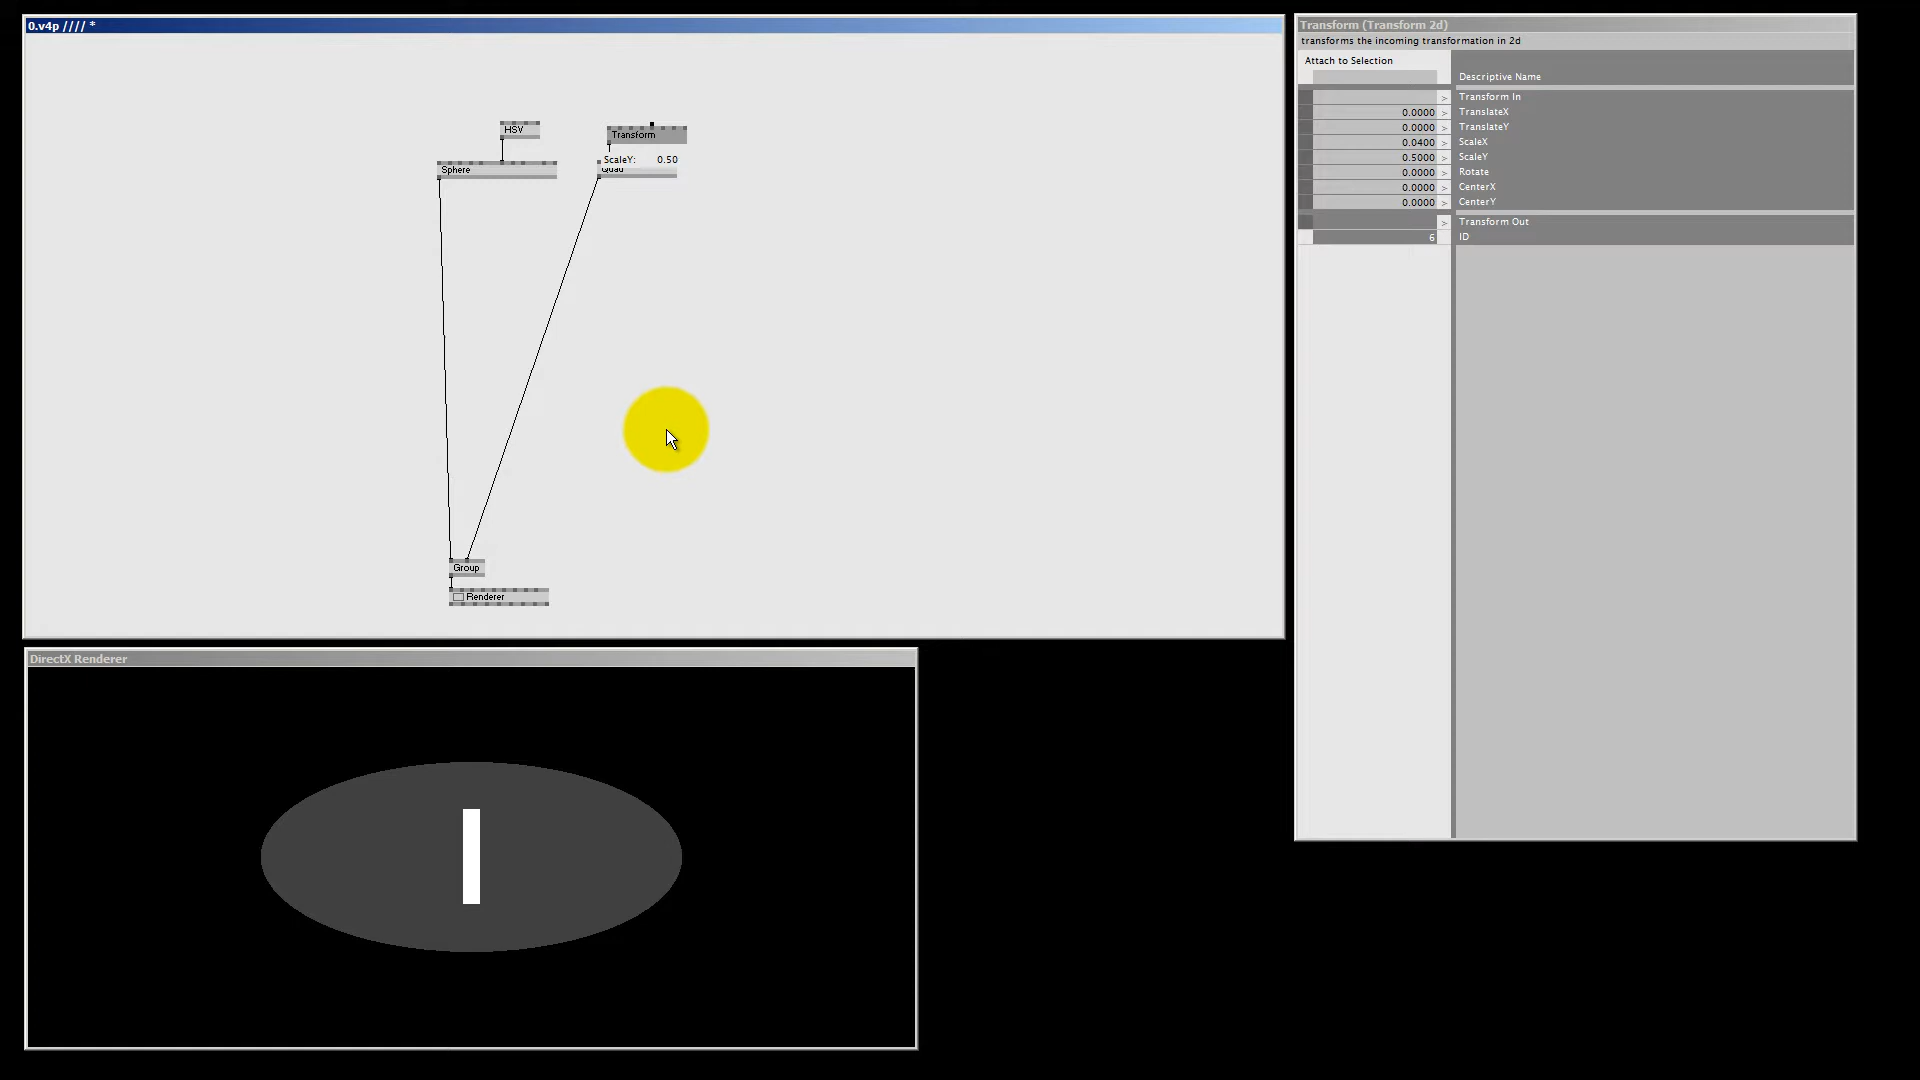 0.v4p //// *
HSV
Transform
ScaleY: 0.50
Sphere
Quad
Group
Renderer
DirectX Renderer
Transform (Transform 2d)
transforms the incoming transformation in 2d
Attach to Selection
Descriptive Name
> Transform In
0.0000 > TranslateX
0.0000 > TranslateY
0.0400 > ScaleX
0.5000 > ScaleY
0.0000 > Rotate
0.0000 > CenterX
0.0000 > CenterY
> Transform Out
6 ID